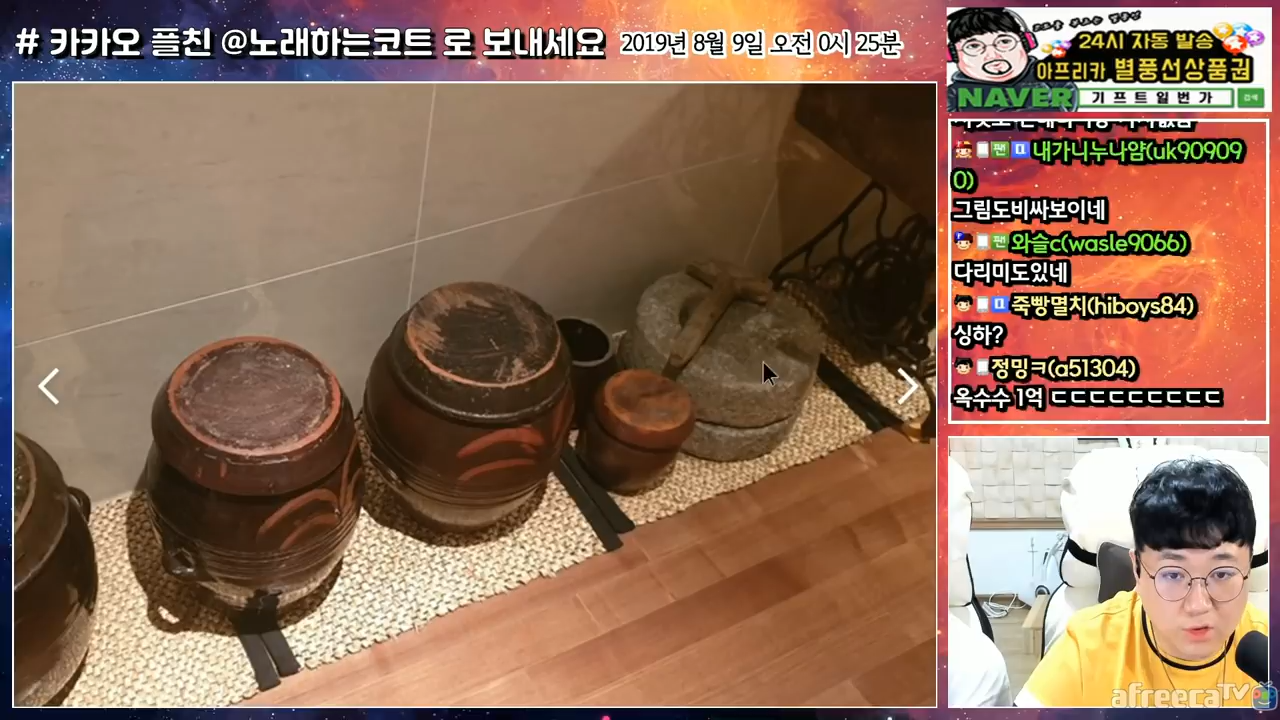 # 카카오 플친 @노래하는코트 로 보내세요
2019년 8월 9일 오전 0시 25분
24시 자동 발송
아프리카 별풍선상품권
NAVER 기프트일번가 검색
내가니누나얌(uk90909
0)
그림도비싸보이네
팬 와슬c(wasle9066)
다리미도있네
죽빵멸치(hiboys84)
싱하?
정밍ㅋ(a51304)
옥수수 1억 ㄷㄷㄷㄷㄷㄷㄷㄷㄷ
afreecaTV